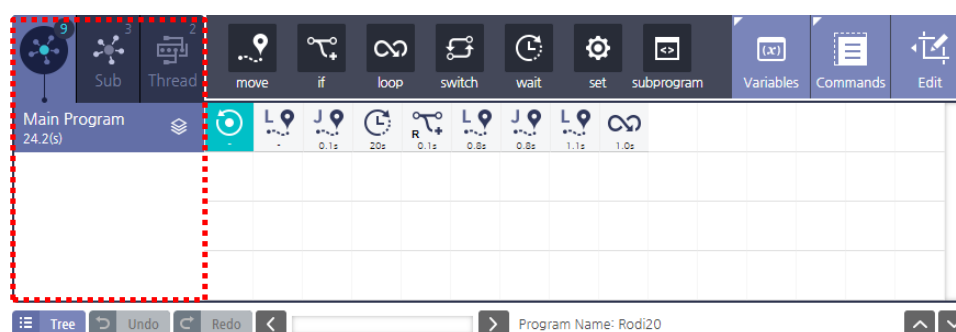 9
3
2
Sub
Thread
move
if
loop
switch
wait
set
subprogram
(x)
Variables
Commands
Edit
Main Program
24.2(s)
-
L
-
J
0.1s
20s
R
0.1s
L
0.8s
J
0.8s
L
1.1s
1.0s
Tree
Undo
Redo
Program Name: Rodi20